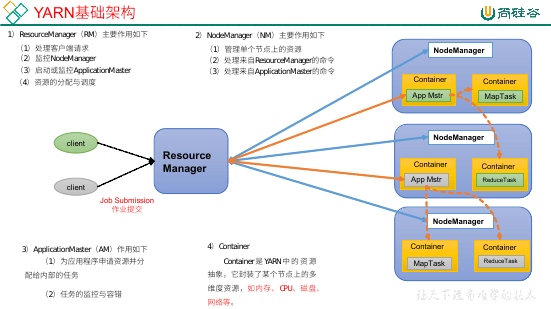 YARN基础架构
尚硅谷
1）ResourceManager（RM）主要作用如下
（1）处理客户端请求
（2）监控NodeManager
（3）启动或监控ApplicationMaster
（4）资源的分配与调度
2）NodeManager（NM）主要作用如下
（1）管理单个节点上的资源
（2）处理来自ResourceManager的命令
（3）处理来自ApplicationMaster的命令
client
client
Job Submission
作业提交
Resource
Manager
NodeManager
Container
App Mstr
Container
MapTask
NodeManager
Container
App Mstr
Container
ReduceTask
NodeManager
Container
MapTask
Container
ReduceTask
3）ApplicationMaster（AM）作用如下
（1）为应用程序申请资源并分
配给内部的任务
（2）任务的监控与容错
4）Container
Container是YARN中的资源
抽象，它封装了某个节点上的多
维度资源，如内存、CPU、磁盘、
网络等。
让天下没有难学的技术